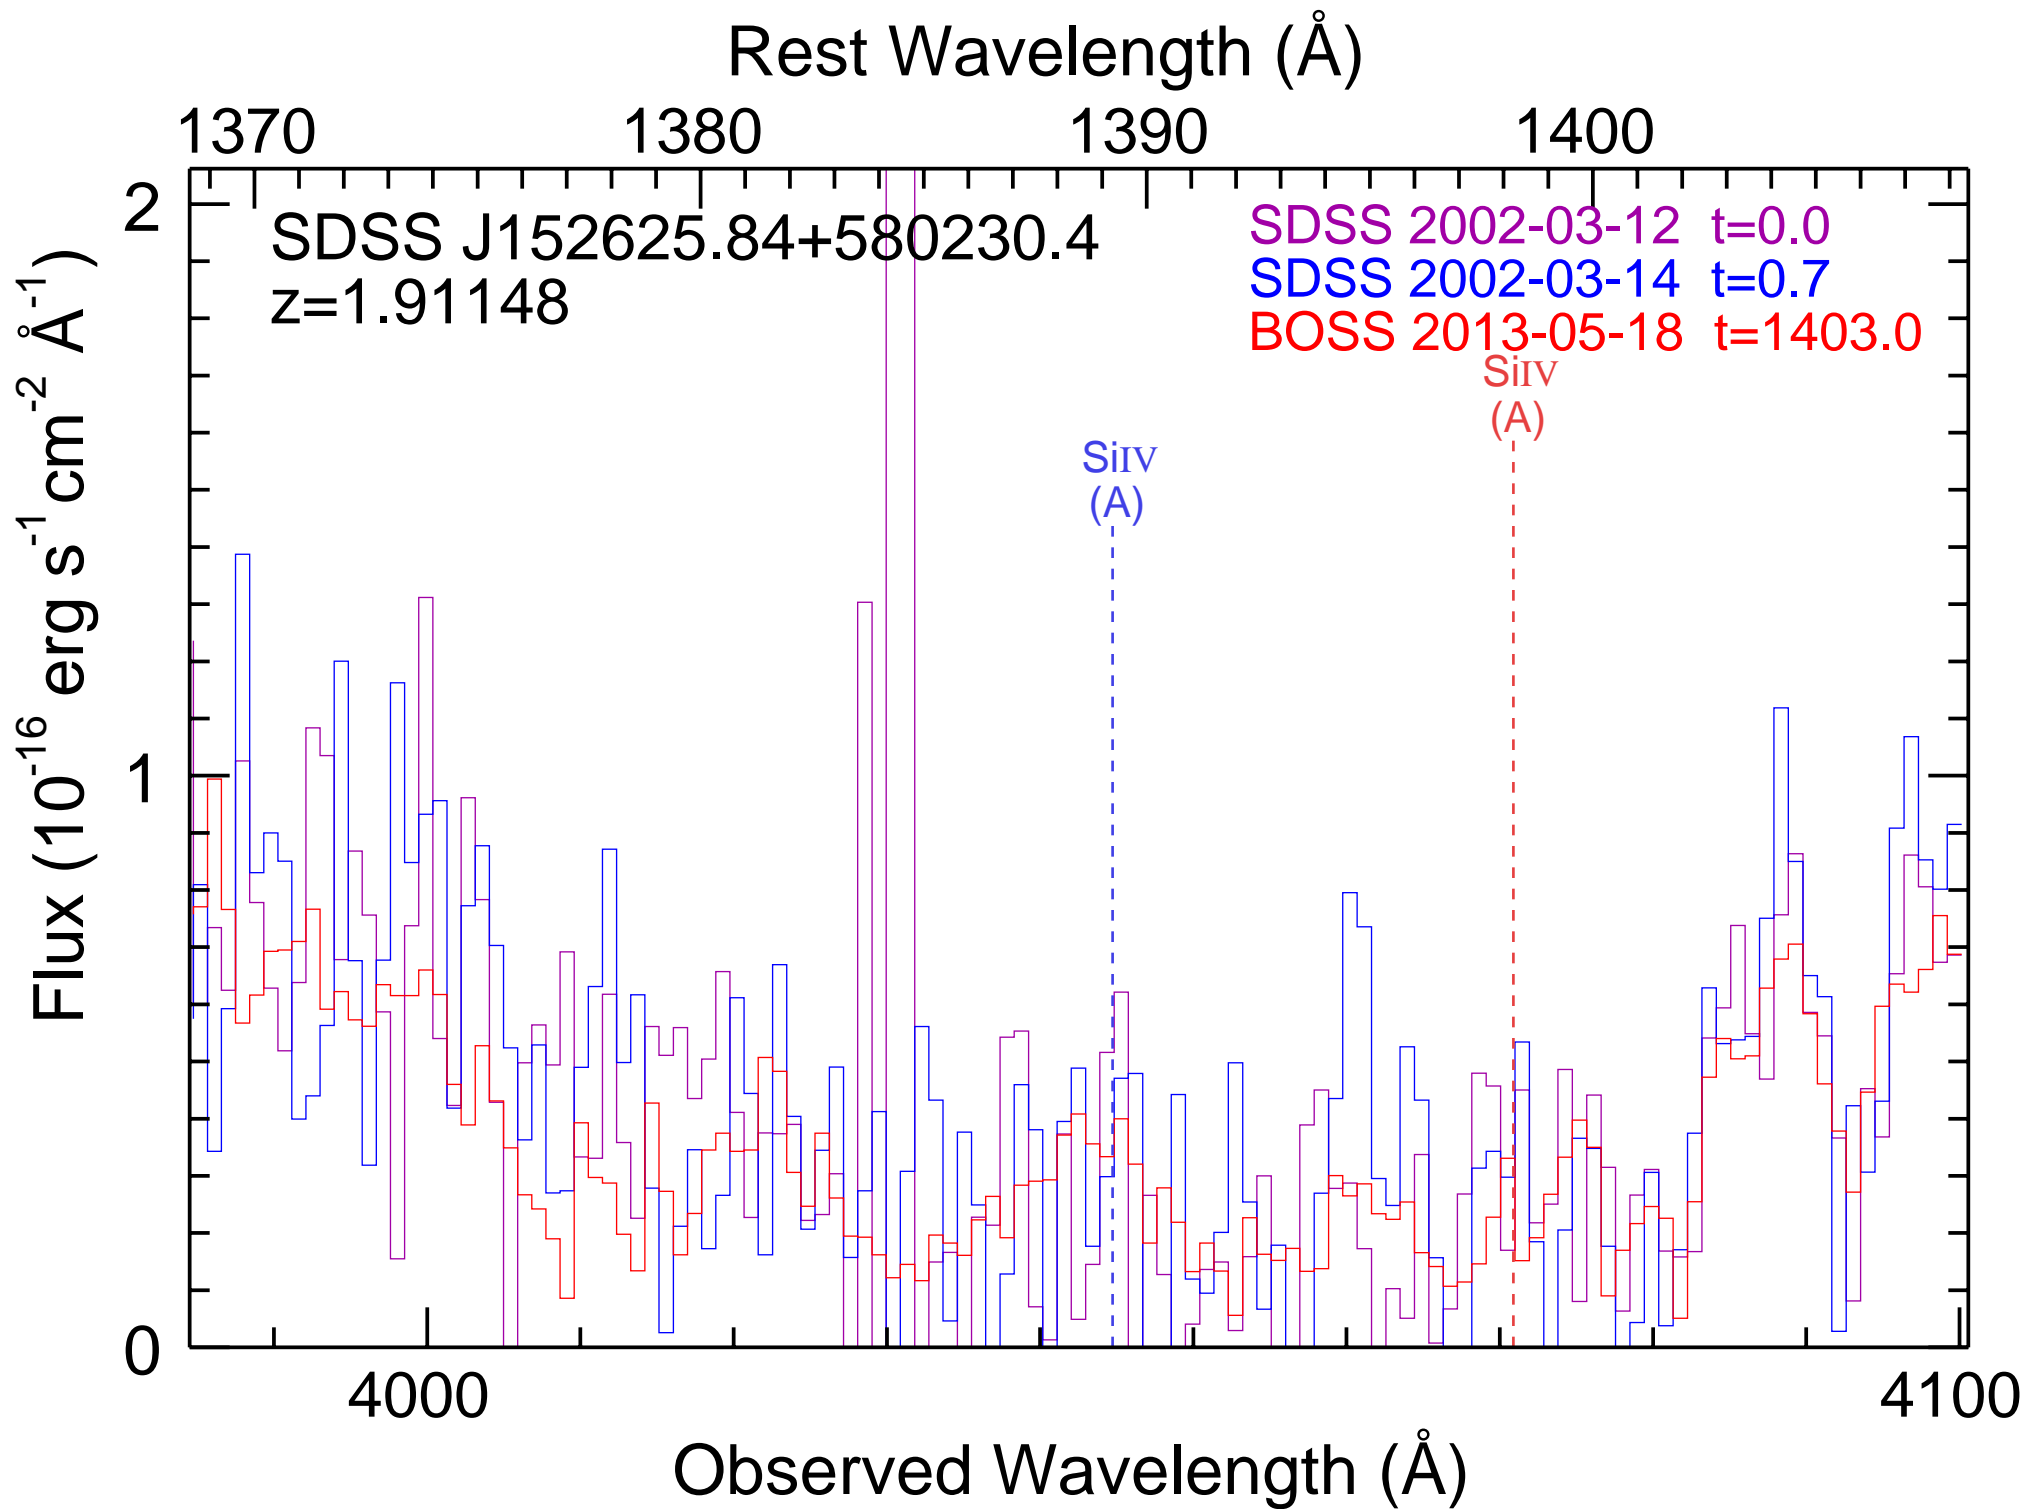 Rest Wavelength (Å)
1370 1380 1390 1400
SDSS J152625.84+580230.4
z=1.91148
SDSS 2002-03-12 t=0.0
SDSS 2002-03-14 t=0.7
BOSS 2013-05-18 t=1403.0
SiIV
(A)
SiIV
(A)
2
1
0
Flux (10⁻¹⁶ erg s⁻¹ cm⁻² Å⁻¹)
4000 4100
Observed Wavelength (Å)